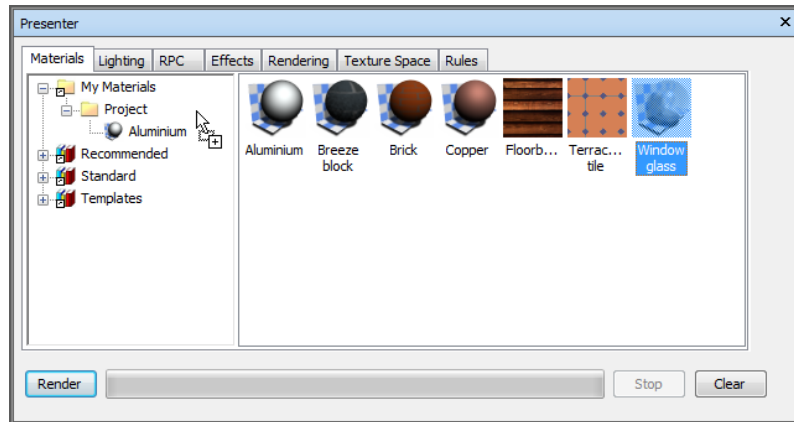 Presenter
Materials Lighting RPC Effects Rendering Texture Space Rules
My Materials
Project
Aluminium
Recommended
Standard
Templates
Aluminium Breeze block Brick Copper Floorb... Terrac... tile Window glass
Render Stop Clear